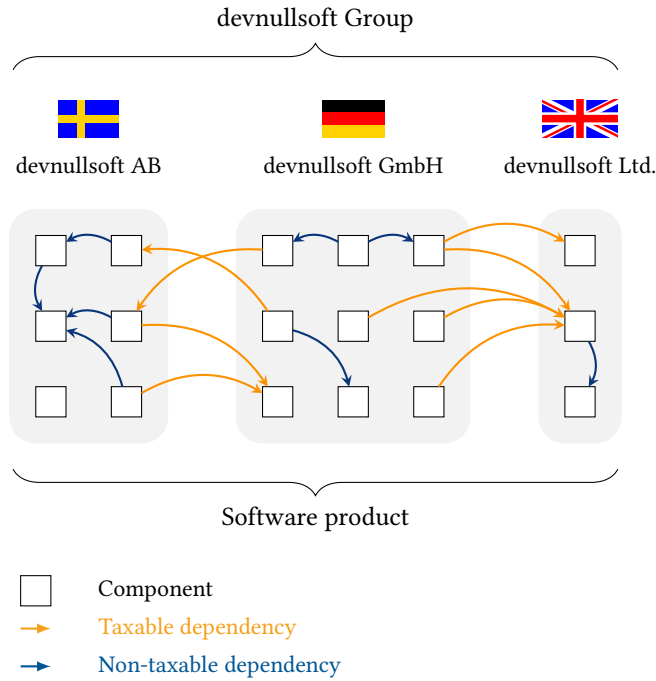 devnullsoft Group
devnullsoft AB
devnullsoft GmbH
devnullsoft Ltd.
Software product
Component
Taxable dependency
Non-taxable dependency